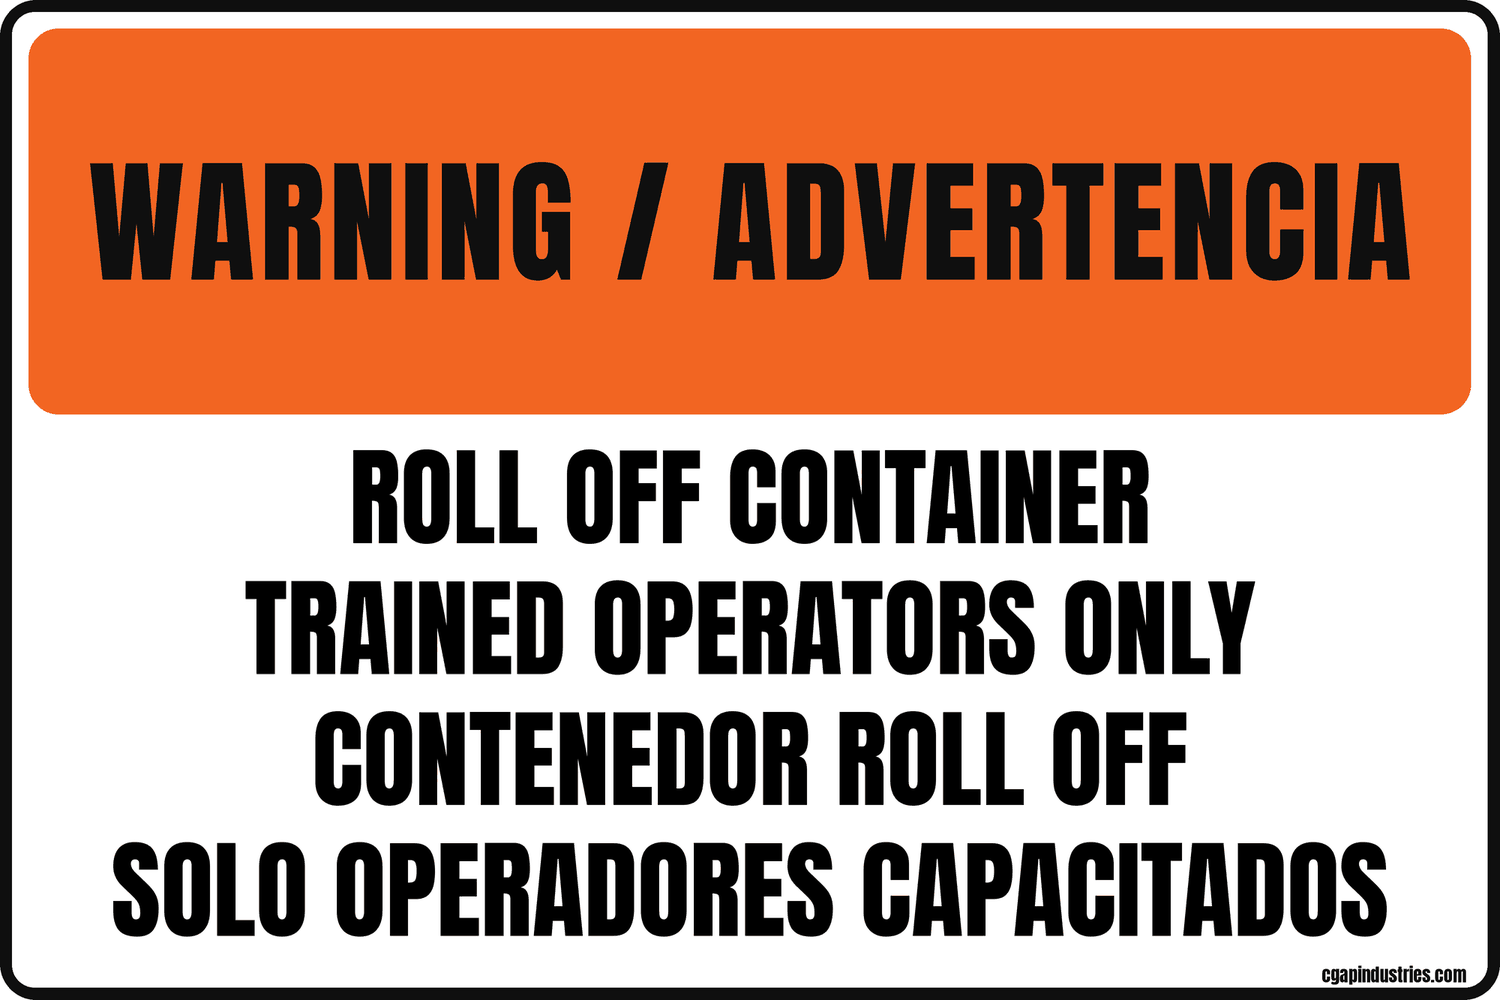 WARNING / ADVERTENCIA
ROLL OFF CONTAINER
TRAINED OPERATORS ONLY
CONTENEDOR ROLL OFF
SOLO OPERADORES CAPACITADOS
cgapindustries.com